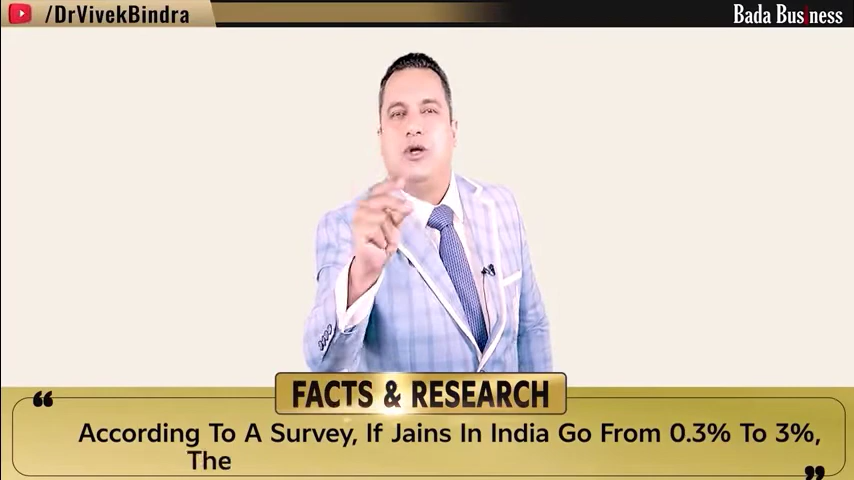 /DrVivekBindra
Bada Business
FACTS & RESEARCH
“
According To A Survey, If Jains In India Go From 0.3% To 3%,
The
”